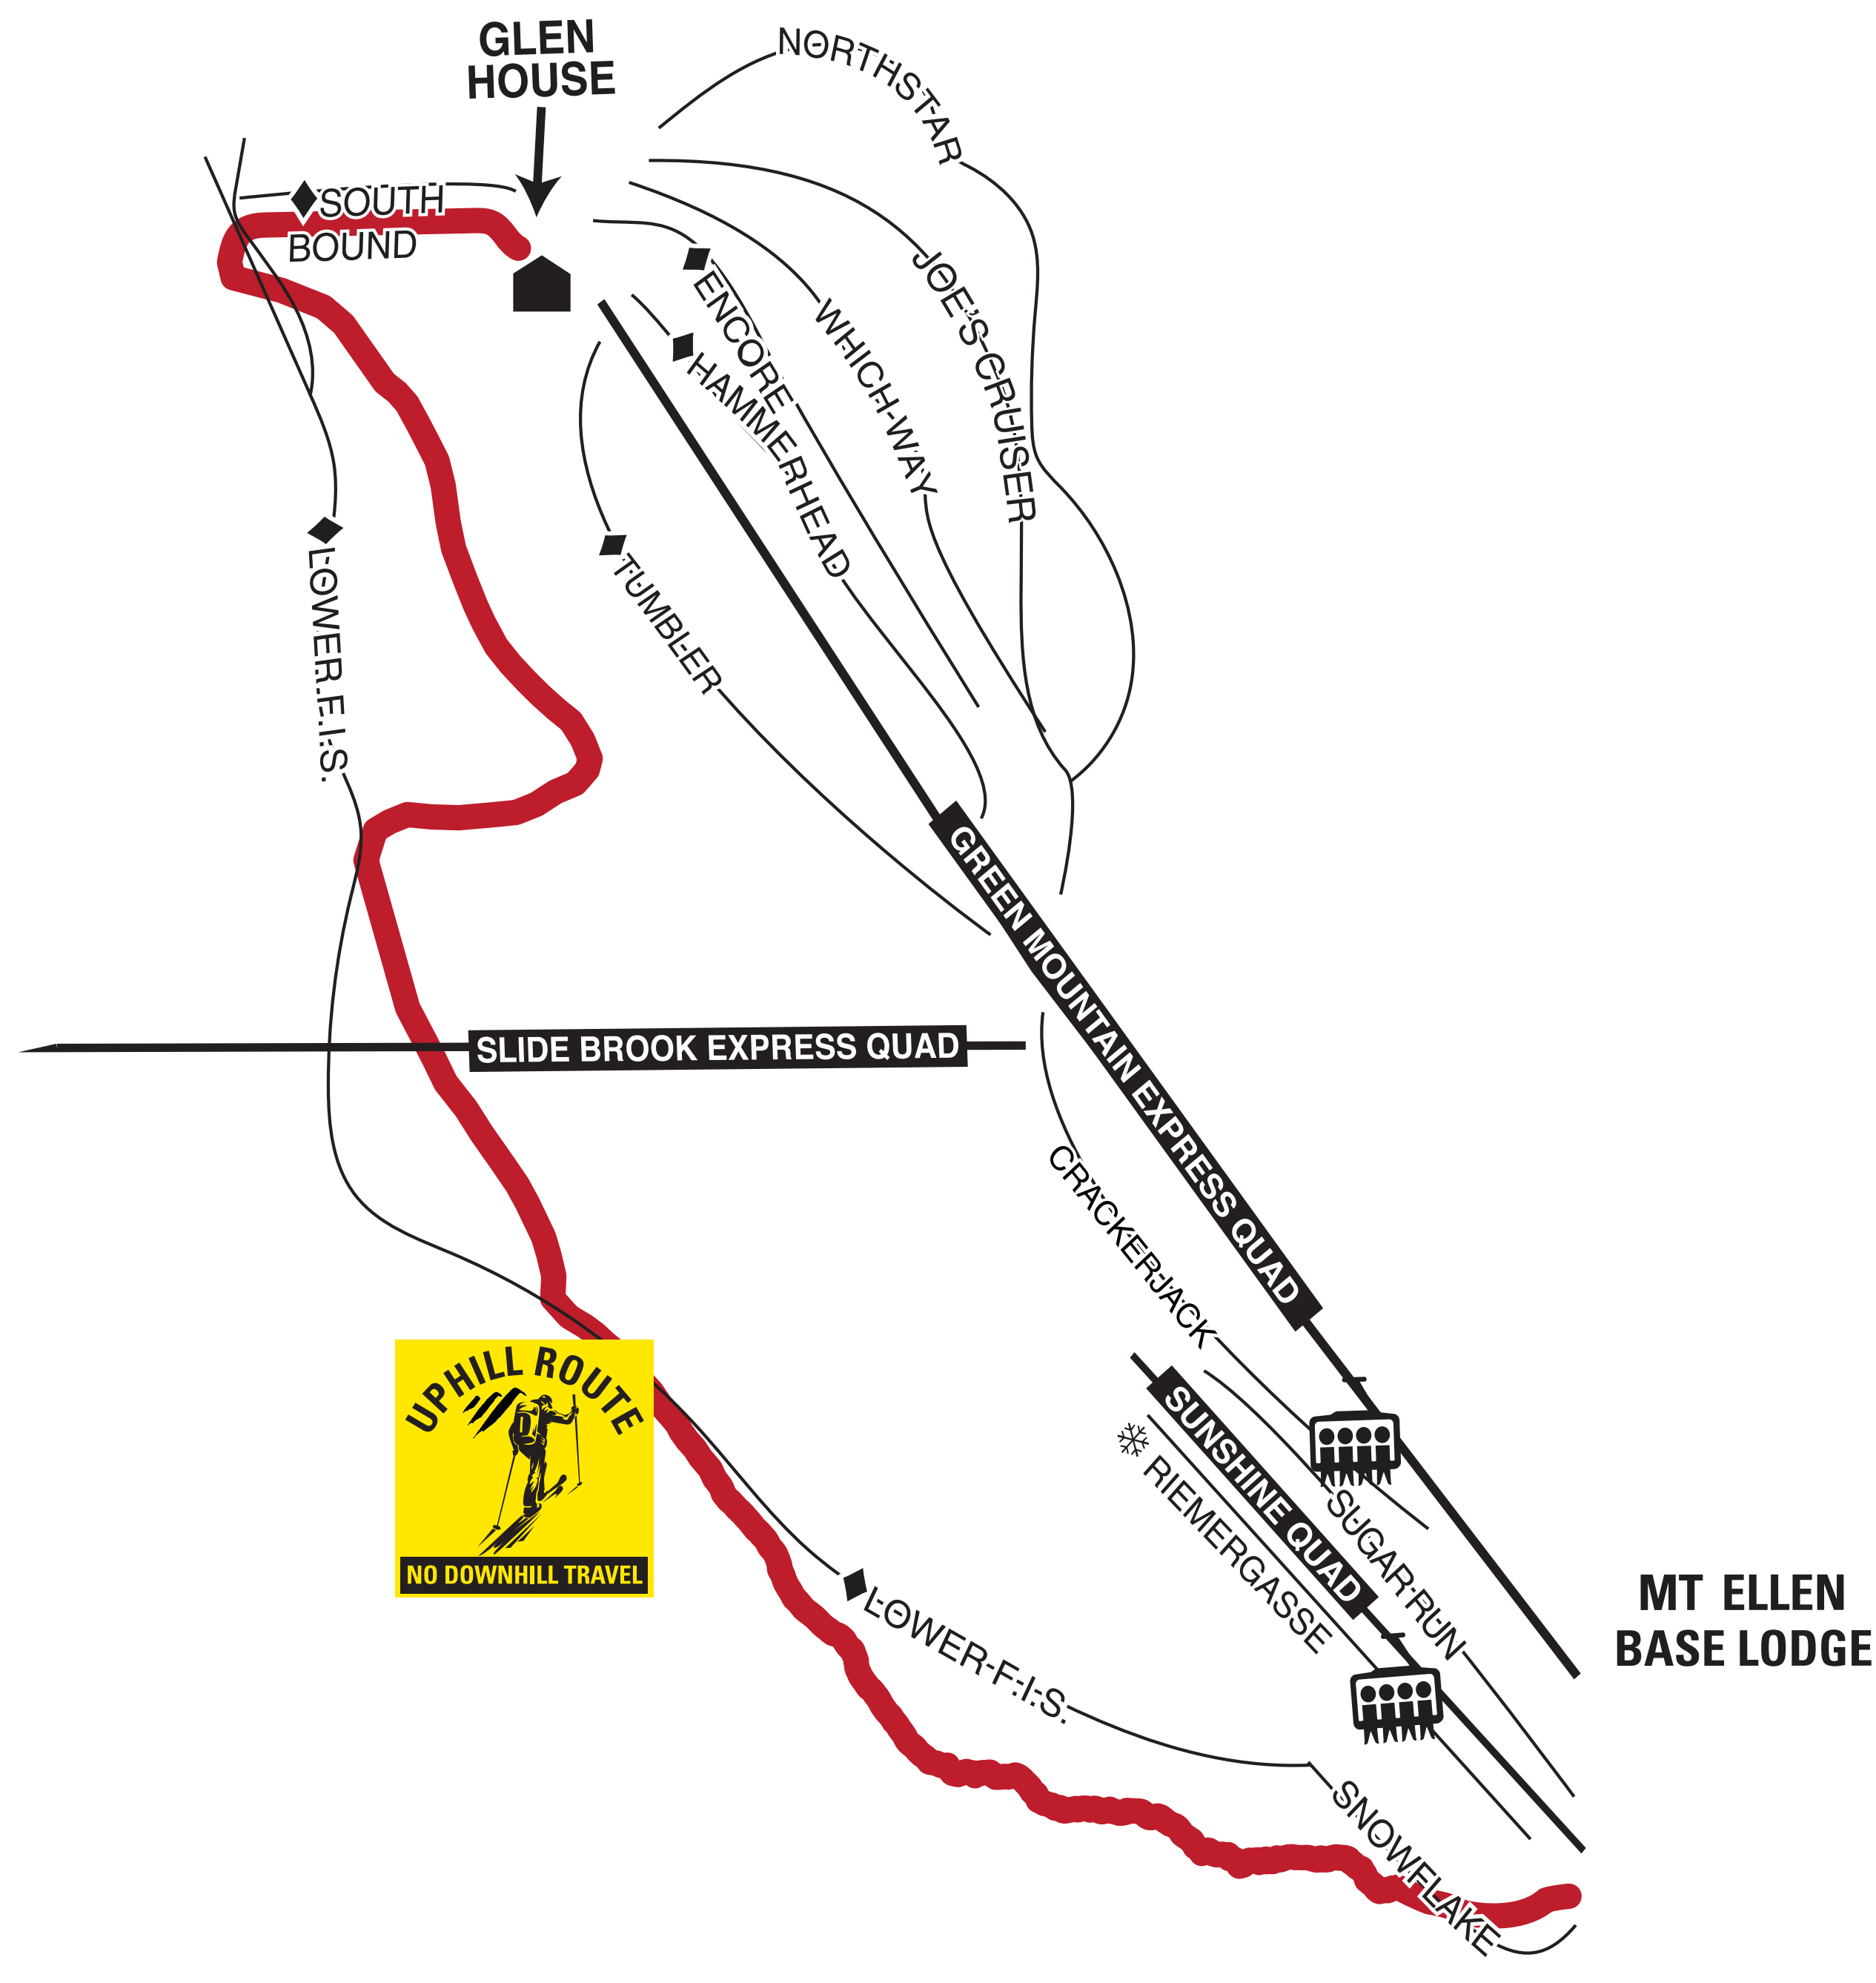 GLEN
HOUSE
NORTHSTAR
SOUTH
BOUND
JOE'S CRUISER
ENCORE
WHICH-WAY
HAMMERHEAD
TUMBLER
LOWER F.I.S.
GREEN MOUNTAIN EXPRESS QUAD
SLIDE BROOK EXPRESS QUAD
CRACKERJACK
UPHILL ROUTE
NO DOWNHILL TRAVEL
SUNSHINE QUAD
RIEMERGASSE
SUGAR RUN
MT ELLEN
BASE LODGE
LOWER F.I.S.
SNOWFLAKE